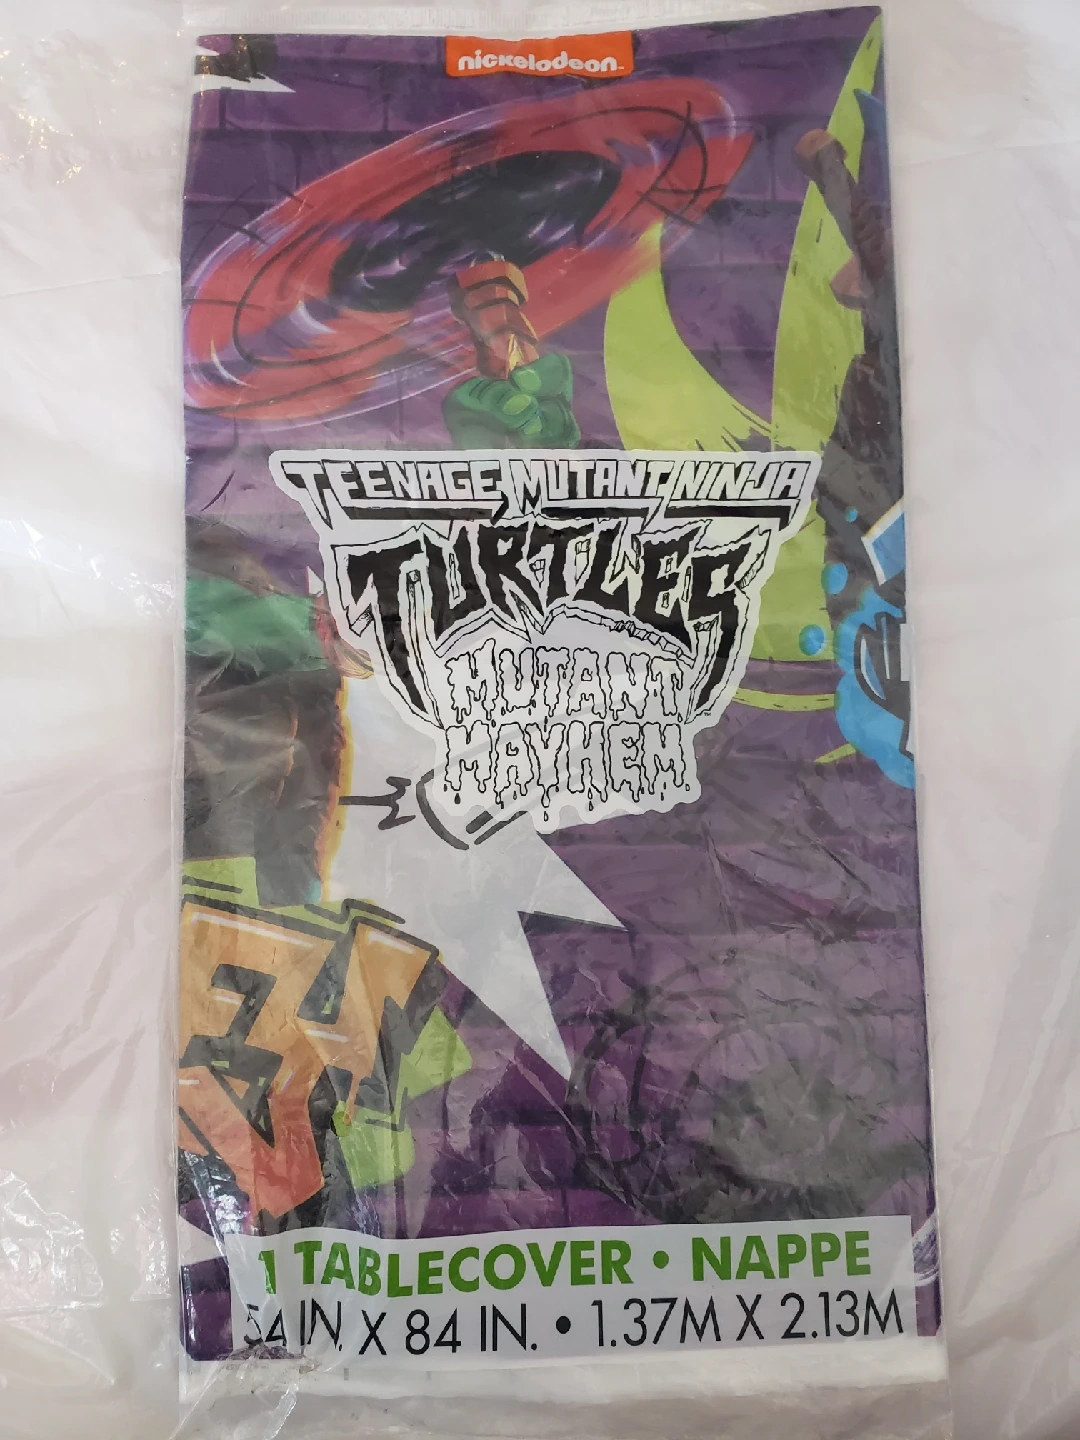 nickelodeon
TEENAGE MUTANT NINJA
TURTLES
MUTANT
MAYHEM
1 TABLECOVER • NAPPE
54 IN. X 84 IN. • 1.37M X 2.13M